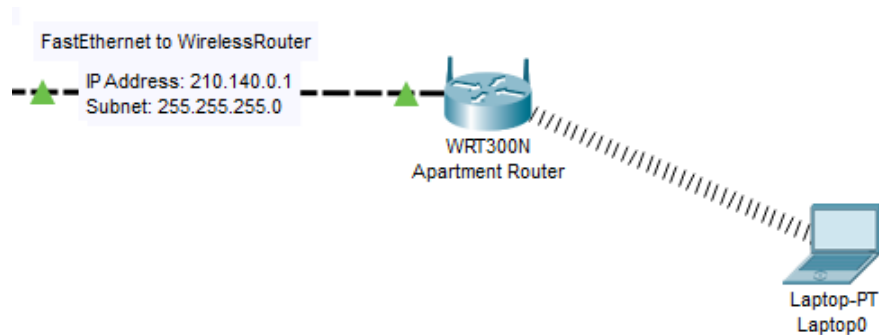 FastEthernet to WirelessRouter
IP Address: 210.140.0.1
Subnet: 255.255.255.0
WRT300N
Apartment Router
Laptop-PT
Laptop0